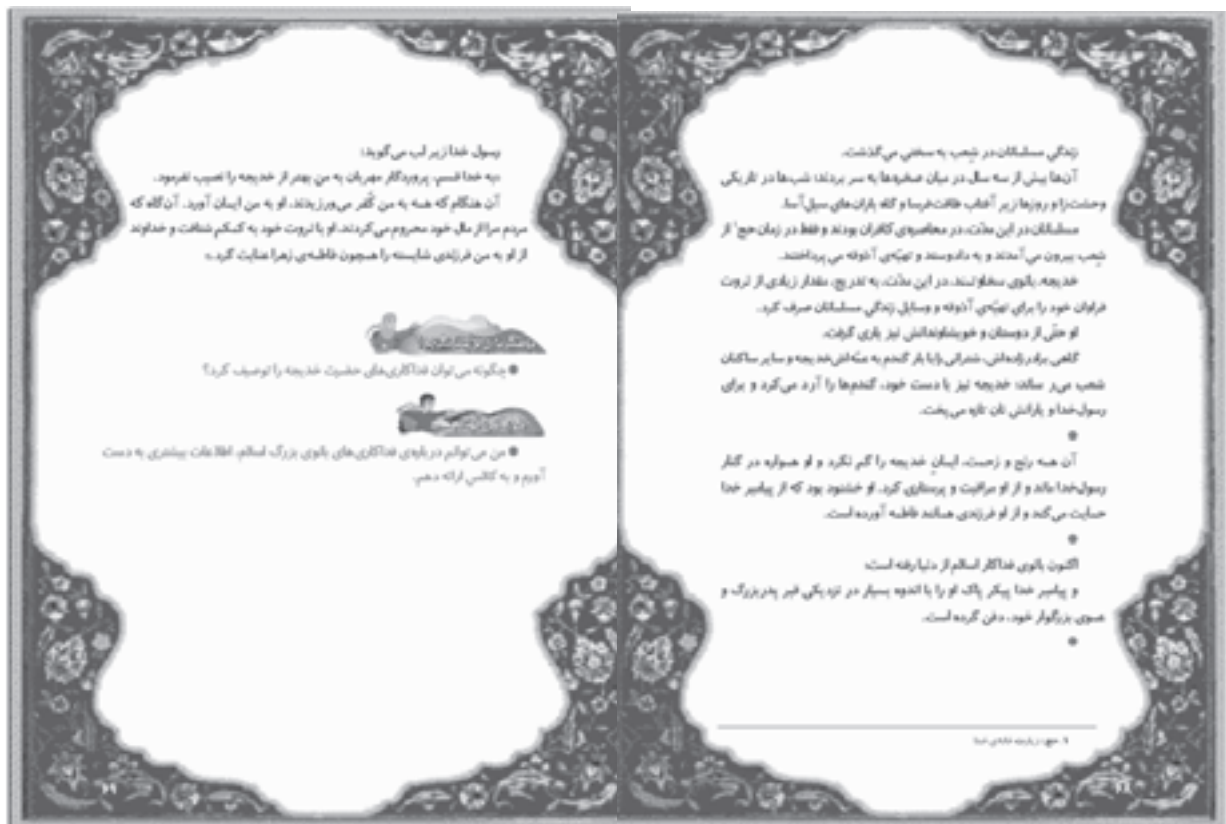 زندگی مسلمانان در شِعب به سختی می‌گذشت.
آن‌ها بیش از سه سال در میان صخره‌ها به سر بردند؛ شب‌ها در تاریکی
وحشت‌زا و روزها زیر آفتاب طاقت‌فرسا و گاه باران‌های سیل‌آسا.
مسلمانان در این مدّت، در محاصره‌ی کافران بودند و فقط در زمان حج۱ از
شِعب بیرون می‌آمدند و به دادوستد و تهیّه‌ی آذوقه می‌پرداختند.
خدیجه، بانوی سخاوتمند، در این مدّت، به تدریج، مقدار زیادی از ثروت
فراوان خود را برای تهیّه‌ی آذوقه و وسایل زندگی مسلمانان صرف کرد.
او حتّی از دوستان و خویشاوندانش نیز یاری گرفت.
گاهی برادرزاده‌اش، شترانی را با بار گندم به عمّه‌اش خدیجه و سایر ساکنان
شعب می‌رساند؛ خدیجه نیز با دست خود، گندم‌ها را آرد می‌کرد و برای
رسول‌خدا و یارانش نان تازه می‌پخت.
آن همه رنج و زحمت، ایمانِ خدیجه را کم نکرد و او همواره در کنار
رسول‌خدا ماند و از او مراقبت و پرستاری کرد. او خشنود بود که از پیامبر خدا
حمایت می‌کند و از او فرزندی همانند فاطمه آورده است.
اکنون بانوی فداکار اسلام از دنیا رفته است؛
و پیامبر خدا پیکر پاک او را با اندوه بسیار در نزدیکی قبر پدربزرگ و
عموی بزرگوار خود، دفن کرده است.
۱ـ حج: زیارت خانه‌ی خدا
رسول خدا زیر لب می‌گوید:
«به خدا قسم، پروردگار مهربان به من بهتر از خدیجه را نصیب نفرمود.
آن هنگام که همه به من کُفر می‌ورزیدند، او به من ایمان آورد. آن‌گاه که
مردم مرا از مال خود محروم می‌کردند، او با ثروت خود به کمکم شتافت و خداوند
از او به من فرزندی شایسته را همچون فاطمه‌ی زهرا عنایت کرد.»
● چگونه می‌توان فداکاری‌های حضرت خدیجه را توصیف کرد؟
● من می‌توانم درباره‌ی فداکاری‌های بانوی بزرگ اسلام، اطلاعات بیشتری به دست
آورم و به کلاس ارائه دهم.